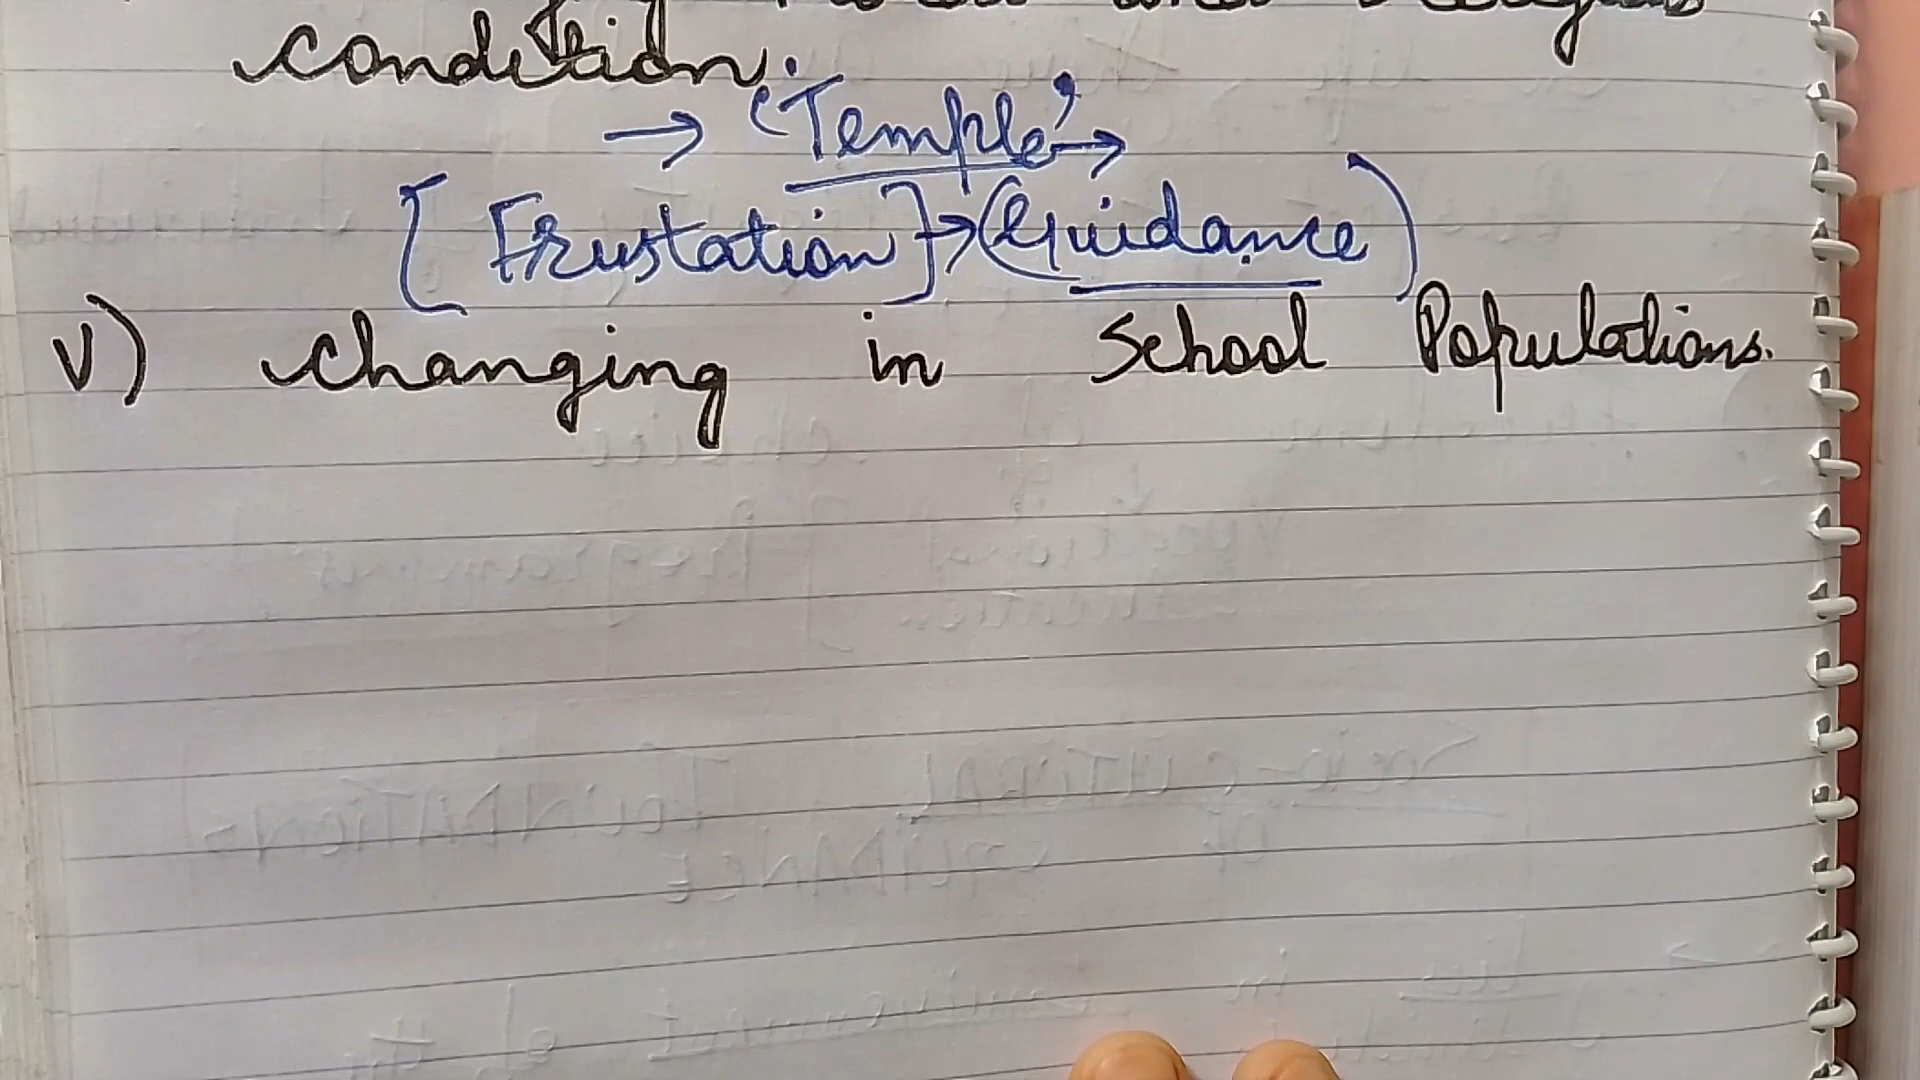 condition.
→ 'Temple' →
[Frustation] → (Guidance)
v) changing in School Populations.